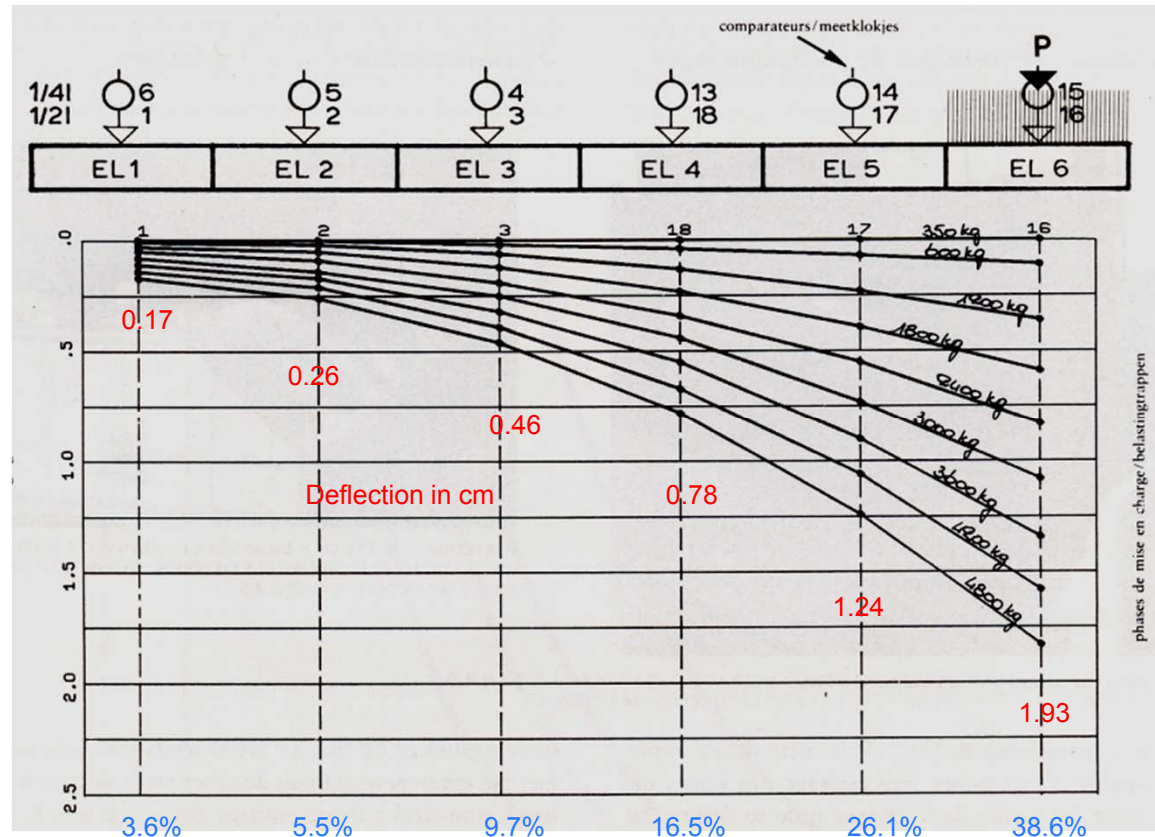 comparateurs/meetklokjes
P
1/4l 6 5 4 13 14 15
1/2l 1 2 3 18 17 16
EL 1 EL 2 EL 3 EL 4 EL 5 EL 6
1 2 3 18 17 16
.0
350 kg
600 kg
1200 kg
0.17
.5
1800 kg
0.26
2400 kg
0.46
3000 kg
1.0
3600 kg
Deflection in cm
0.78
4200 kg
1.5
4800 kg
1.24
2.0
1.93
2.5
3.6% 5.5% 9.7% 16.5% 26.1% 38.6%
phases de mise en charge/belastingtrappen